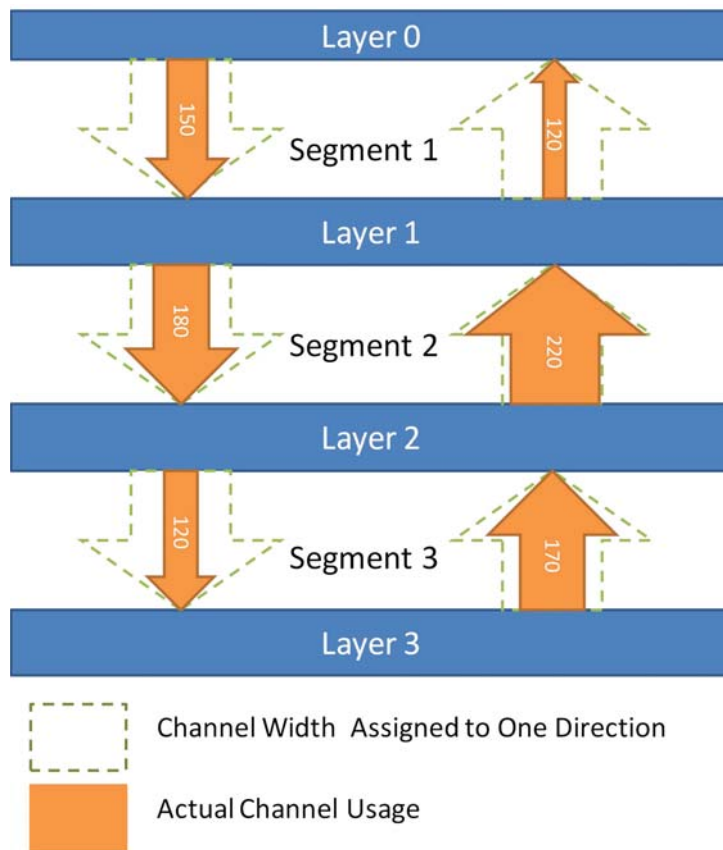 Layer 0
150
Segment 1
120
Layer 1
180
Segment 2
220
Layer 2
120
Segment 3
170
Layer 3
Channel Width Assigned to One Direction
Actual Channel Usage